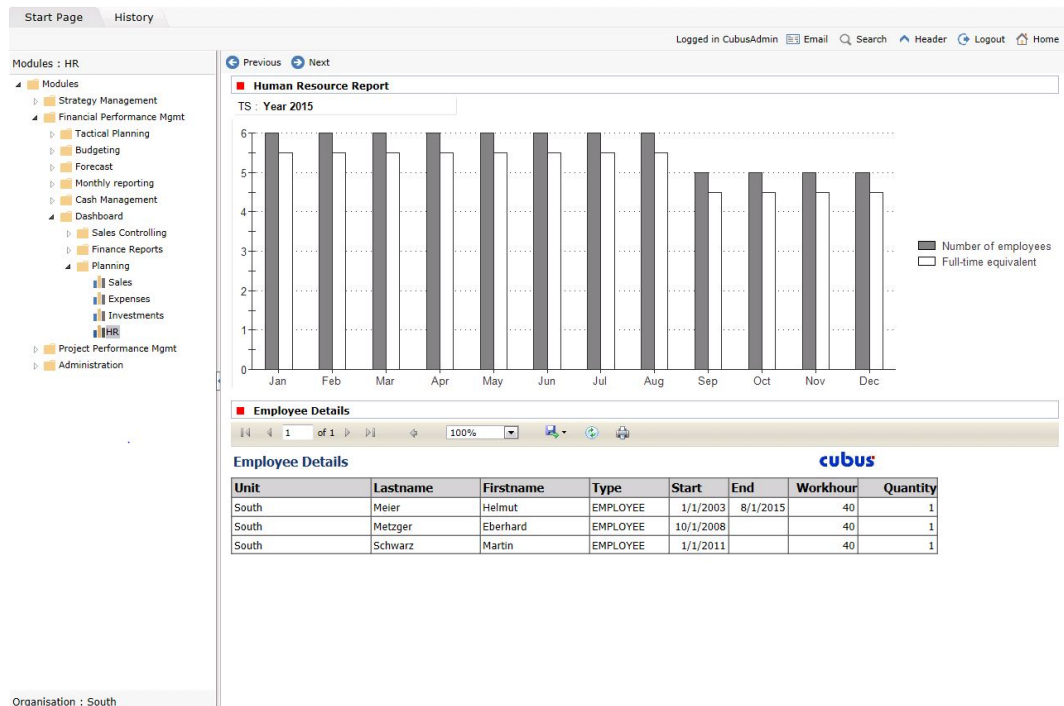 Start Page History
Logged in CubusAdmin Email Search Header Logout Home
Modules : HR
Modules
Strategy Management
Financial Performance Mgmt
Tactical Planning
Budgeting
Forecast
Monthly reporting
Cash Management
Dashboard
Sales Controlling
Finance Reports
Planning
Sales
Expenses
Investments
HR
Project Performance Mgmt
Administration
Organisation : South
Previous Next
Human Resource Report
TS : Year 2015
6
5
4
3
2
1
0
Jan Feb Mar Apr May Jun Jul Aug Sep Oct Nov Dec
Number of employees
Full-time equivalent
Employee Details
1 of 1 100%
Employee Details cubus
Unit Lastname Firstname Type Start End Workhour Quantity
South Meier Helmut EMPLOYEE 1/1/2003 8/1/2015 40 1
South Metzger Eberhard EMPLOYEE 10/1/2008 40 1
South Schwarz Martin EMPLOYEE 1/1/2011 40 1